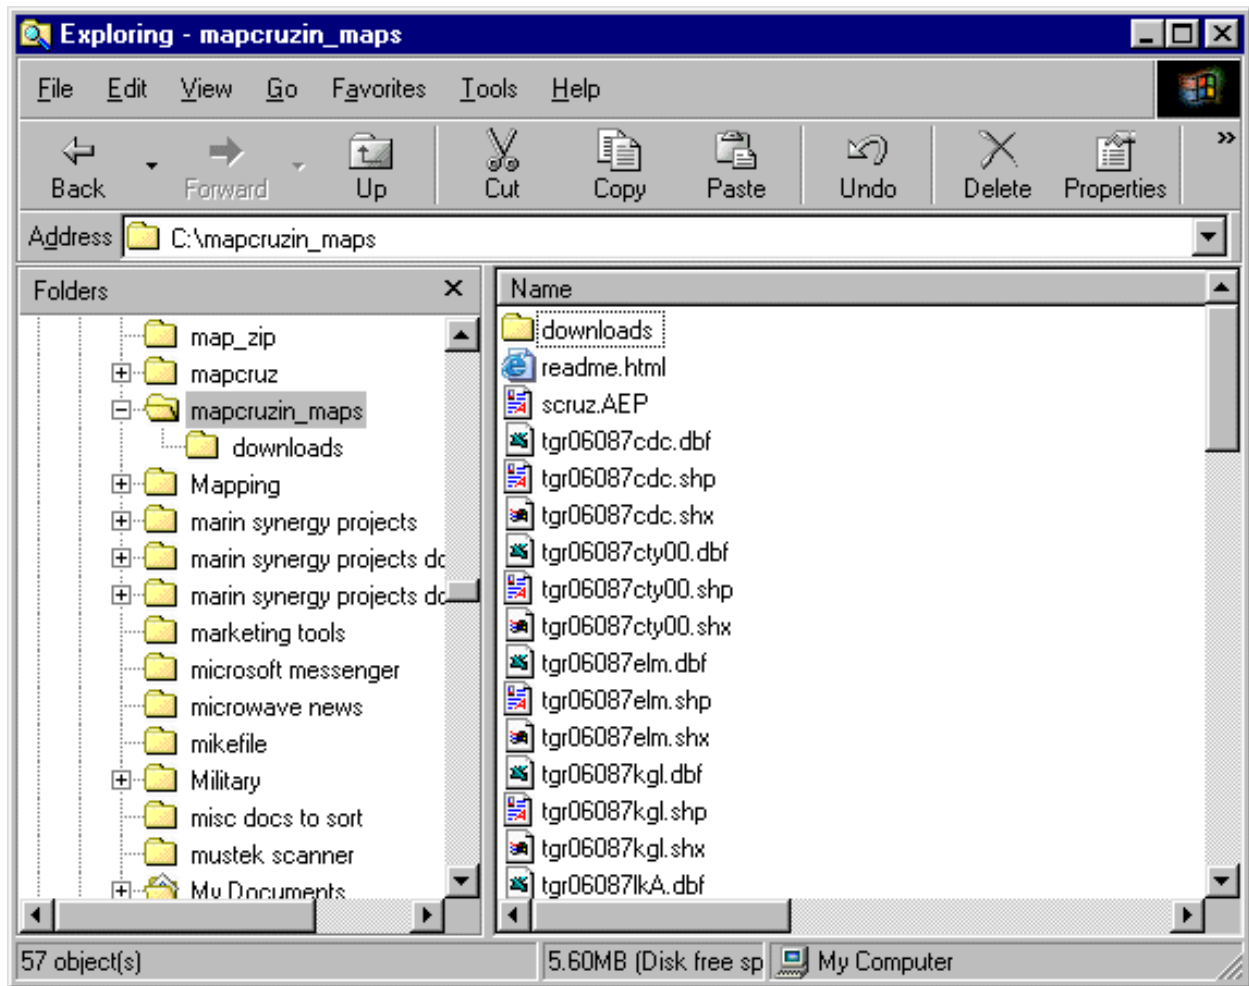 Exploring - mapcruzin_maps
File Edit View Go Favorites Tools Help
Back Forward Up Cut Copy Paste Undo Delete Properties »
Address C:\mapcruzin_maps
Folders
map_zip
mapcruz
mapcruzin_maps
downloads
Mapping
marin synergy projects
marin synergy projects do
marin synergy projects do
marketing tools
microsoft messenger
microwave news
mikefile
Military
misc docs to sort
mustek scanner
My Documents
Name
downloads
readme.html
scruz.AEP
tgr06087cdc.dbf
tgr06087cdc.shp
tgr06087cdc.shx
tgr06087cty00.dbf
tgr06087cty00.shp
tgr06087cty00.shx
tgr06087elm.dbf
tgr06087elm.shp
tgr06087elm.shx
tgr06087kgl.dbf
tgr06087kgl.shp
tgr06087kgl.shx
tgr06087lkA.dbf
57 object(s) 5.60MB (Disk free sp My Computer